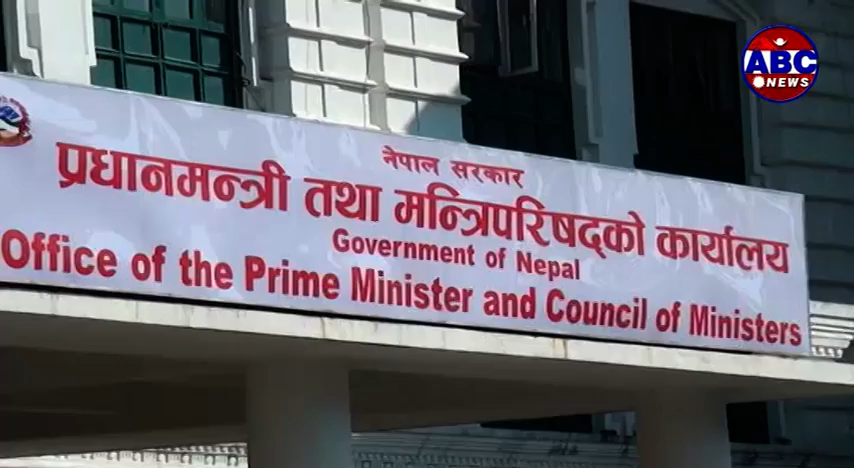 नेपाल सरकार
प्रधानमन्त्री तथा मन्त्रिपरिषद्को कार्यालय
Government of Nepal
Office of the Prime Minister and Council of Ministers
ABC
NEWS